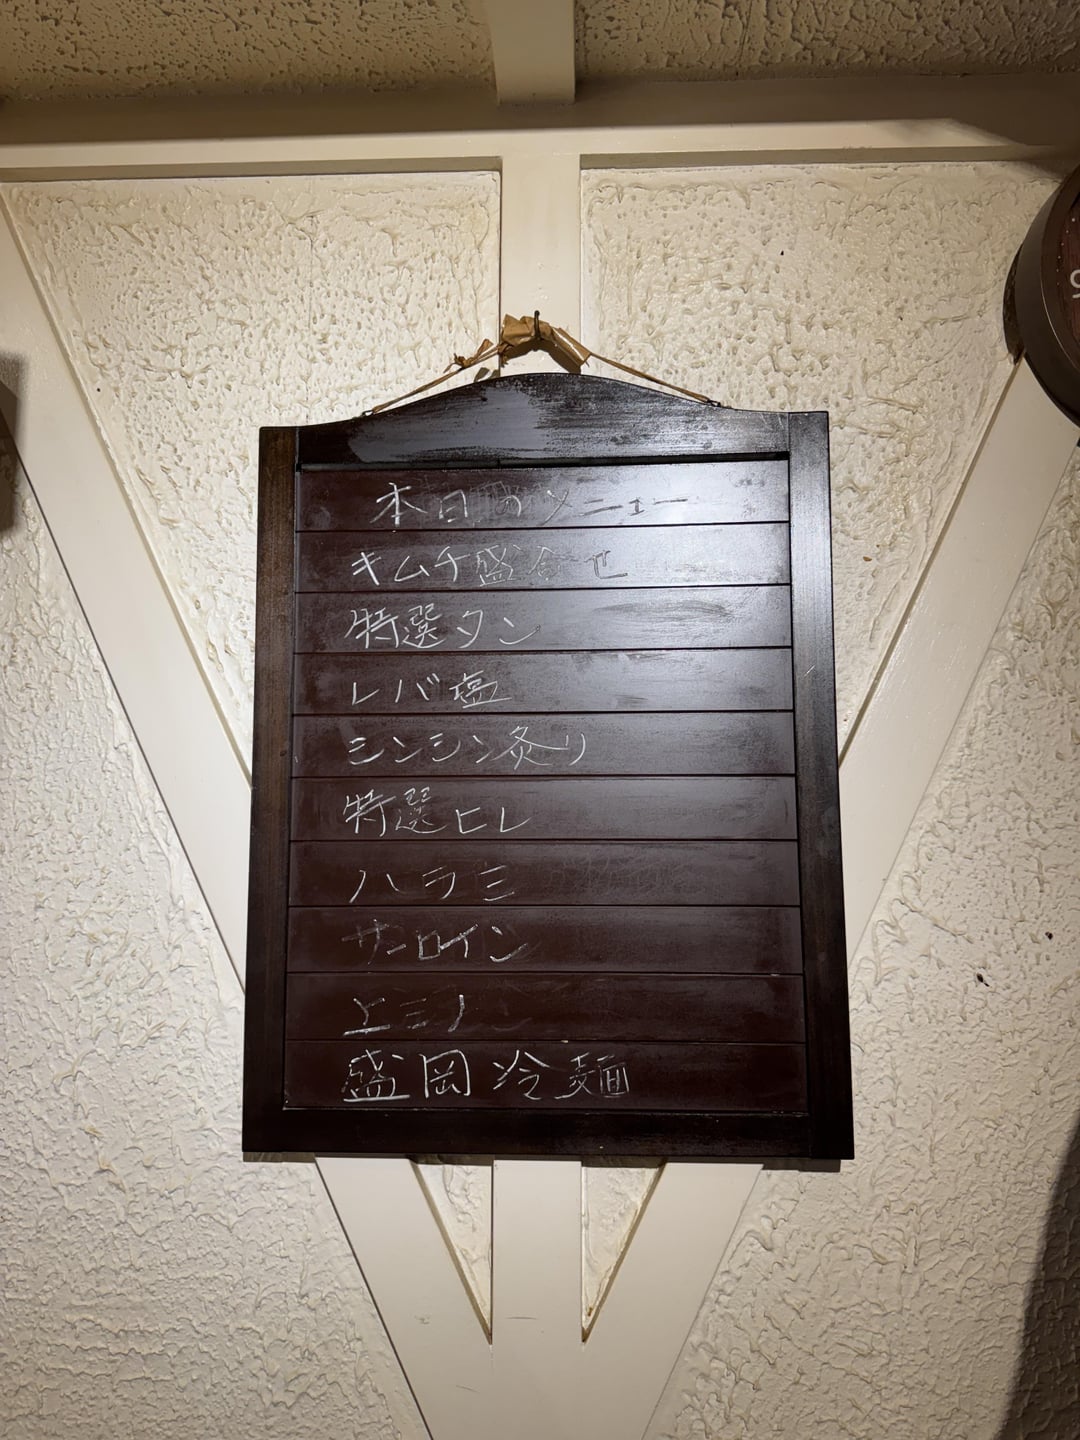 本日のメニュー
キムチ盛合せ
特選タン
レバ塩
シンシン炙り
特選ヒレ
ハラミ
サーロイン
上ミノ
盛岡冷麺